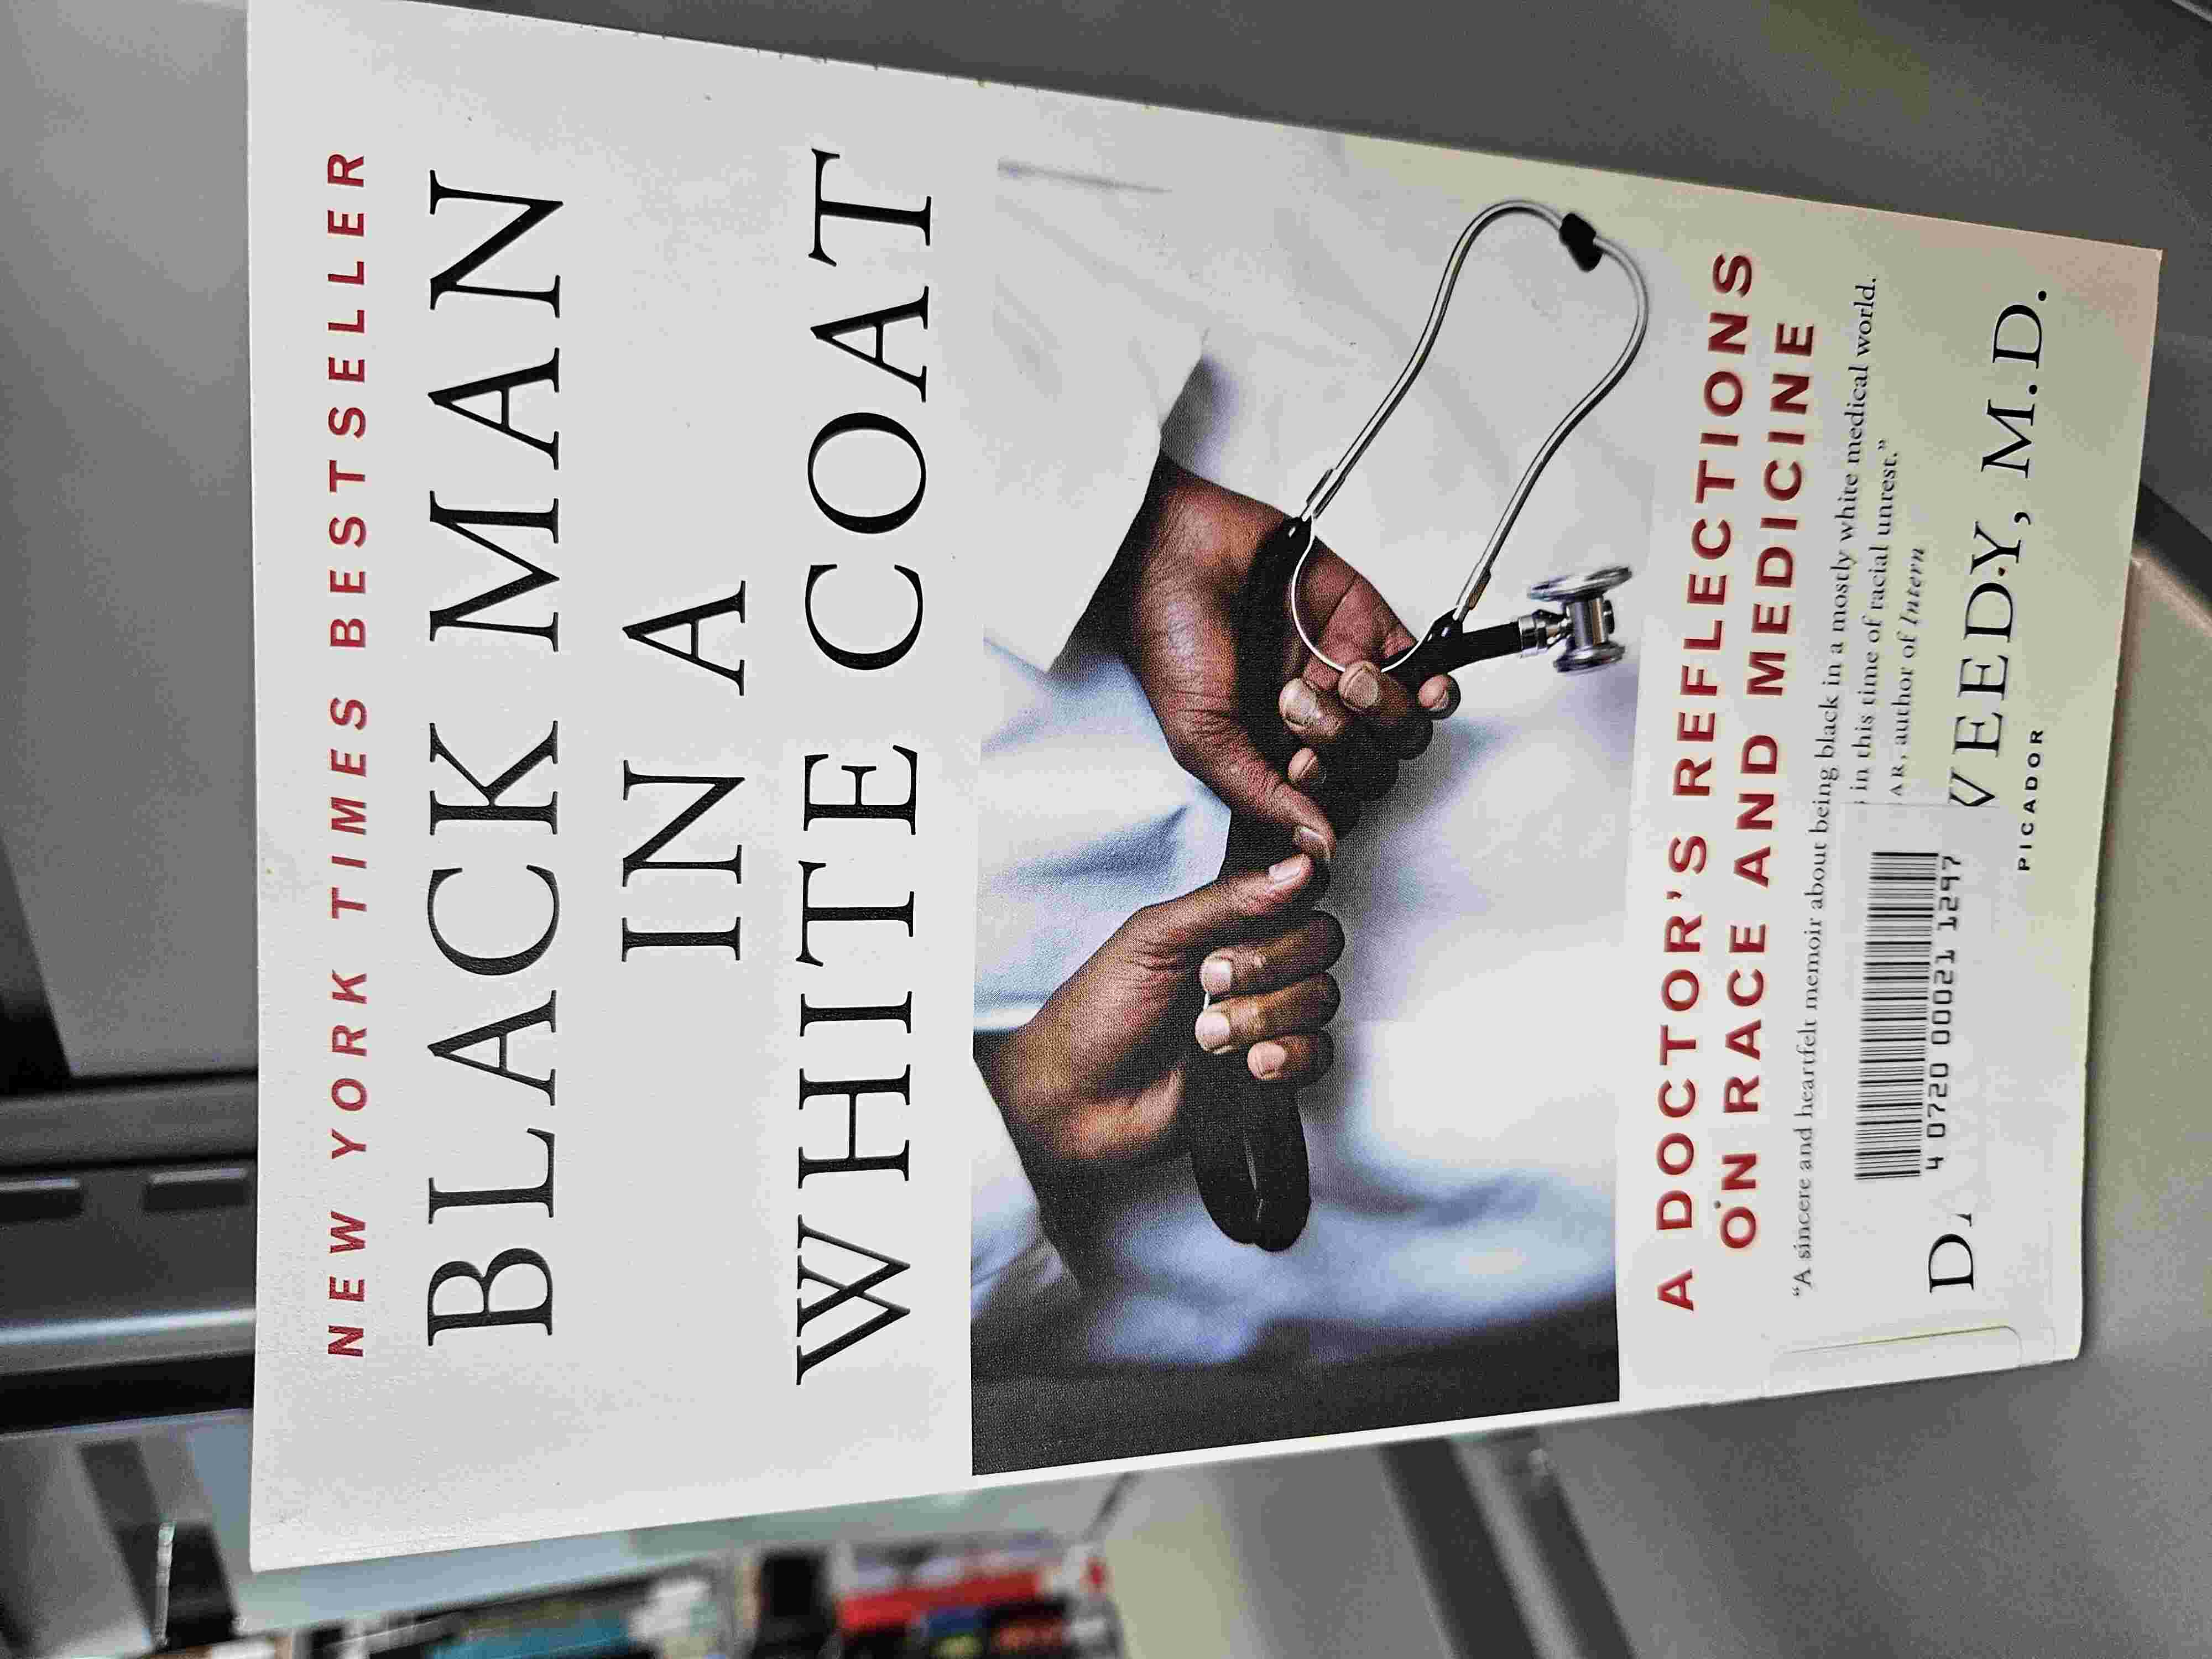 NEW YORK TIMES BESTSELLER
BLACK MAN
IN A
WHITE COAT
A DOCTOR'S REFLECTIONS
ON RACE AND MEDICINE
“A sincere and heartfelt memoir about being black in a mostly white medical world.
in this time of racial unrest.”
author of Intern
4 0720 00021 1297
M.D.
PICADOR